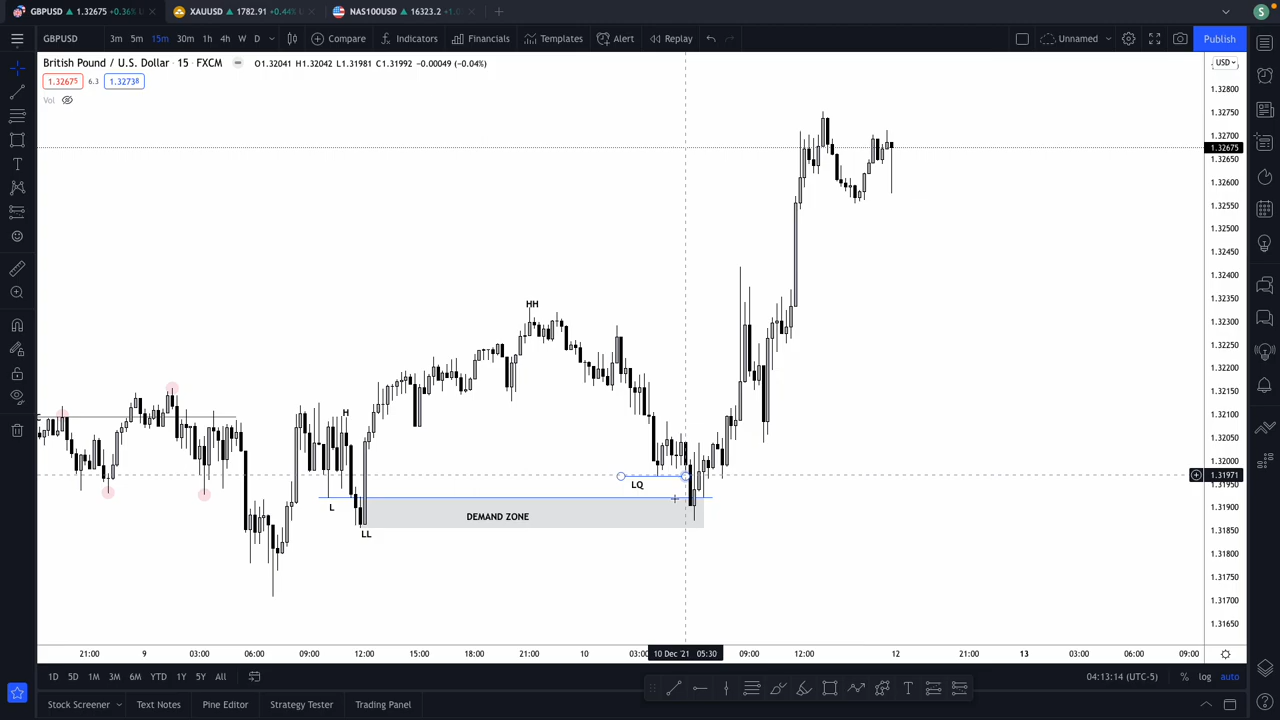 GBPUSD ▲ 1.32675 +0.36% XAUUSD ▲ 1782.91 +0.44% NAS100USD ▲ 16323.2
GBPUSD 3m 5m 15m 30m 1h 4h W D Compare Indicators Financials Templates Alert Replay Unnamed Publish
British Pound / U.S. Dollar · 15 · FXCM O1.32041 H1.32042 L1.31981 C1.31992 −0.00049 (−0.04%)
USD
1.32675 6.3 1.32738
Vol
1.32800
1.32750
1.32700
1.32675
1.32650
1.32600
1.32550
1.32500
1.32450
1.32400
1.32350
1.32300
1.32250
1.32200
1.32150
1.32100
1.32050
1.32000
1.31971
1.31950
1.31900
1.31850
1.31800
1.31750
1.31700
1.31650
HH
H
LQ
L
DEMAND ZONE
LL
21:00 9 03:00 06:00 09:00 12:00 15:00 18:00 21:00 10 03:00 10 Dec '21 05:30 09:00 12:00 12 21:00 13 03:00 06:00 09:00
1D 5D 1M 3M 6M YTD 1Y 5Y All 04:13:14 (UTC-5) % log auto
Stock Screener Text Notes Pine Editor Strategy Tester Trading Panel